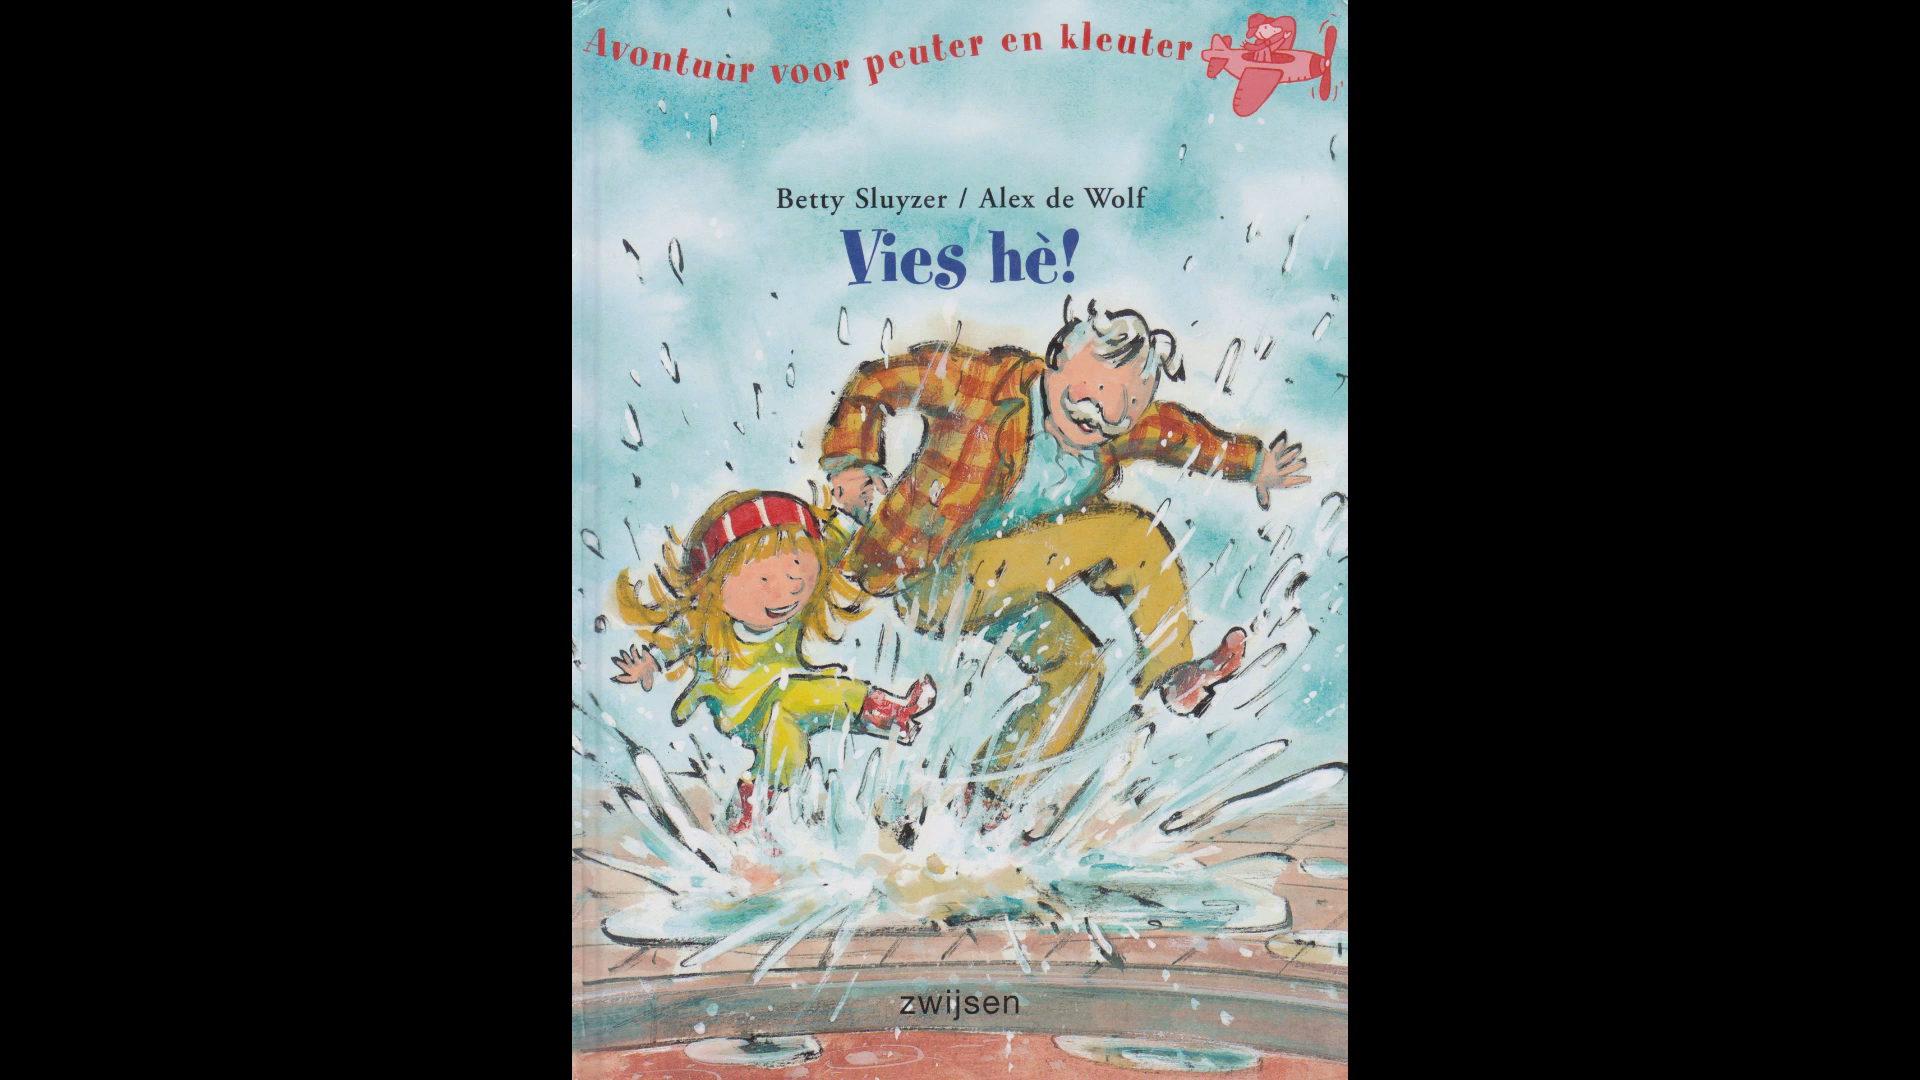 Avontuur voor peuter en kleuter
Betty Sluyzer / Alex de Wolf
Vies hè!
zwijsen